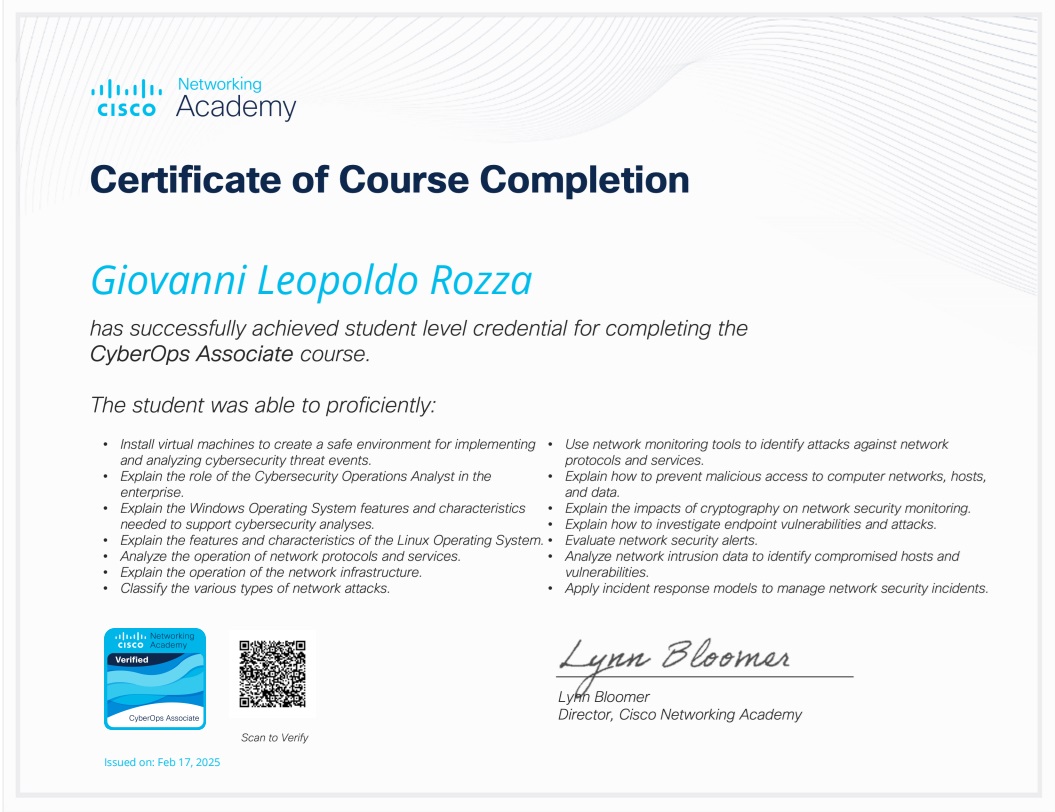 Networking
CISCO Academy
Certificate of Course Completion
Giovanni Leopoldo Rozza
has successfully achieved student level credential for completing the
CyberOps Associate course.
The student was able to proficiently:
• Install virtual machines to create a safe environment for implementing
and analyzing cybersecurity threat events.
• Explain the role of the Cybersecurity Operations Analyst in the
enterprise.
• Explain the Windows Operating System features and characteristics
needed to support cybersecurity analyses.
• Explain the features and characteristics of the Linux Operating System.
• Analyze the operation of network protocols and services.
• Explain the operation of the network infrastructure.
• Classify the various types of network attacks.
• Use network monitoring tools to identify attacks against network
protocols and services.
• Explain how to prevent malicious access to computer networks, hosts,
and data.
• Explain the impacts of cryptography on network security monitoring.
• Explain how to investigate endpoint vulnerabilities and attacks.
• Evaluate network security alerts.
• Analyze network intrusion data to identify compromised hosts and
vulnerabilities.
• Apply incident response models to manage network security incidents.
Networking
CISCO Academy
Verified
CyberOps Associate
Scan to Verify
Issued on: Feb 17, 2025
Lynn Bloomer
Lynn Bloomer
Director, Cisco Networking Academy